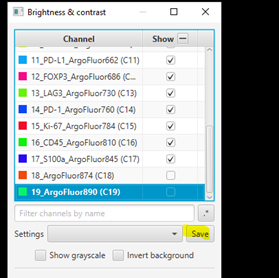 Brightness & contrast
Channel Show
11_PD-L1_ArgoFluor662 (C11)
12_FOXP3_ArgoFluor686 (C...
13_LAG3_ArgoFluor730 (C13)
14_PD-1_ArgoFluor760 (C14)
15_Ki-67_ArgoFluor784 (C15)
16_CD45_ArgoFluor810 (C16)
17_S100a_ArgoFluor845 (C17)
18_ArgoFluor874 (C18)
19_ArgoFluor890 (C19)
Filter channels by name .*
Settings Save
Show grayscale Invert background